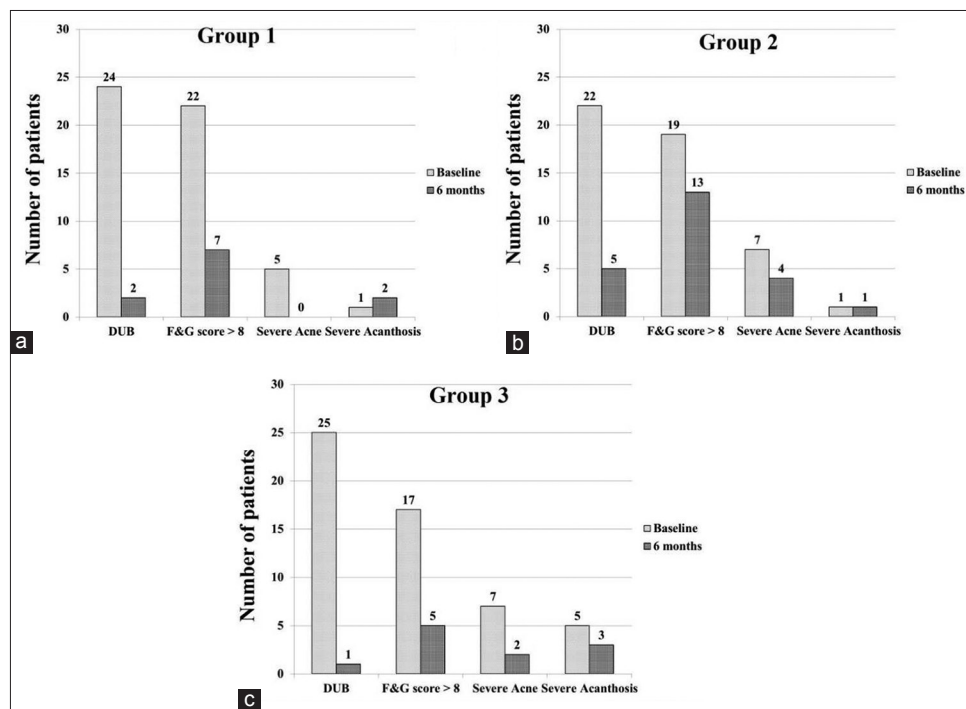 Group 1
30
25
20
15
10
5
0
Number of patients
24
2
22
7
5
0
1
2
DUB
F&G score > 8
Severe Acne
Severe Acanthosis
Baseline
6 months
a
Group 2
30
25
20
15
10
5
0
Number of patients
22
5
19
13
7
4
1
1
DUB
F&G score > 8
Severe Acne
Severe Acanthosis
Baseline
6 months
b
Group 3
30
25
20
15
10
5
0
Number of patients
25
1
17
5
7
2
5
3
DUB
F&G score > 8
Severe Acne
Severe Acanthosis
Baseline
6 months
c